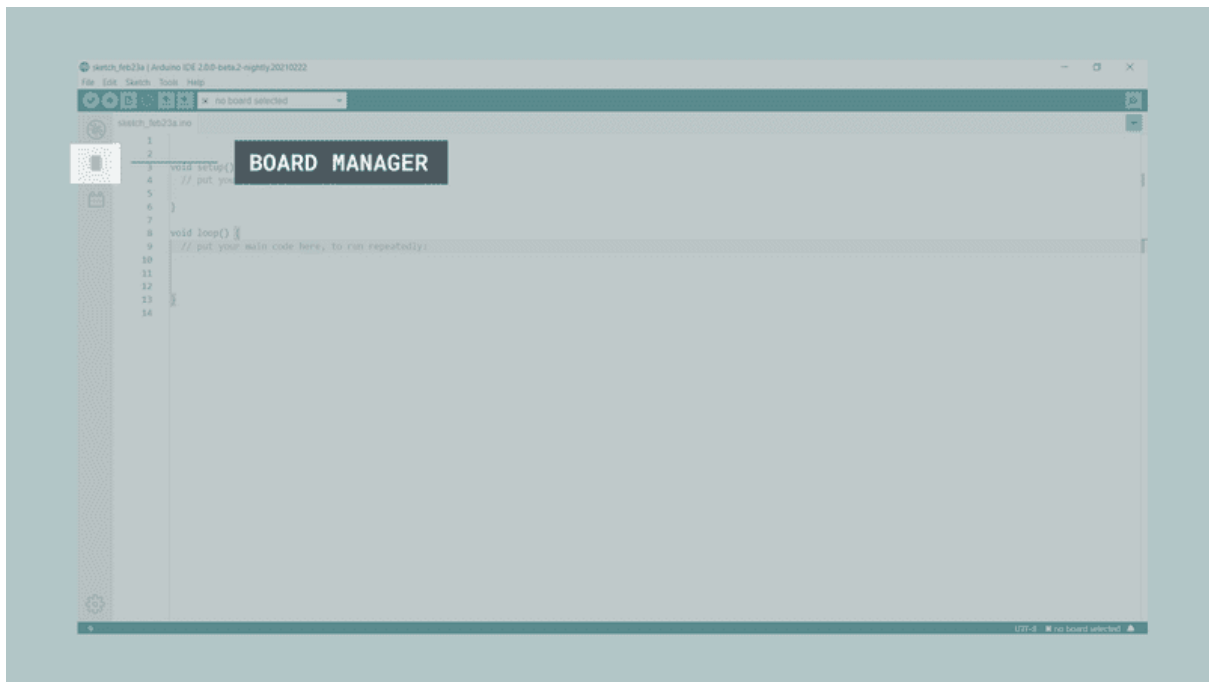 sketch_feb23a | Arduino IDE 2.0.0-beta.2-nightly.20210222
File Edit Sketch Tools Help
no board selected
sketch_feb23a.ino
1
2
BOARD MANAGER
3 void setup()
4 // put you
5
6 }
7
8 void loop() {
9 // put your main code here, to run repeatedly:
10
11
12
13 }
14
UTF-8 no board selected